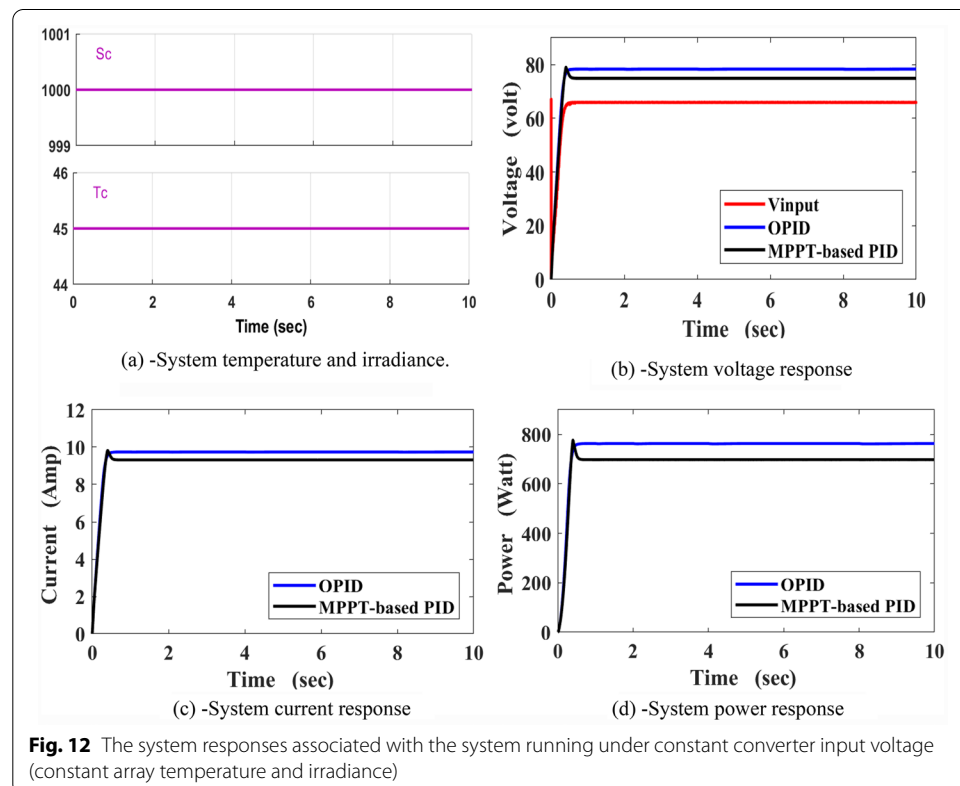 1001
Sc
1000
999
46
Tc
45
44
0 2 4 6 8 10
Time (sec)
(a) -System temperature and irradiance.
80
60
40
20
0
Voltage (volt)
Vinput
OPID
MPPT-based PID
0 2 4 6 8 10
Time (sec)
(b) -System voltage response
12
10
8
6
4
2
0
Current (Amp)
OPID
MPPT-based PID
0 2 4 6 8 10
Time (sec)
(c) -System current response
800
600
400
200
0
Power (Watt)
OPID
MPPT-based PID
0 2 4 6 8 10
Time (sec)
(d) -System power response
Fig. 12 The system responses associated with the system running under constant converter input voltage
(constant array temperature and irradiance)